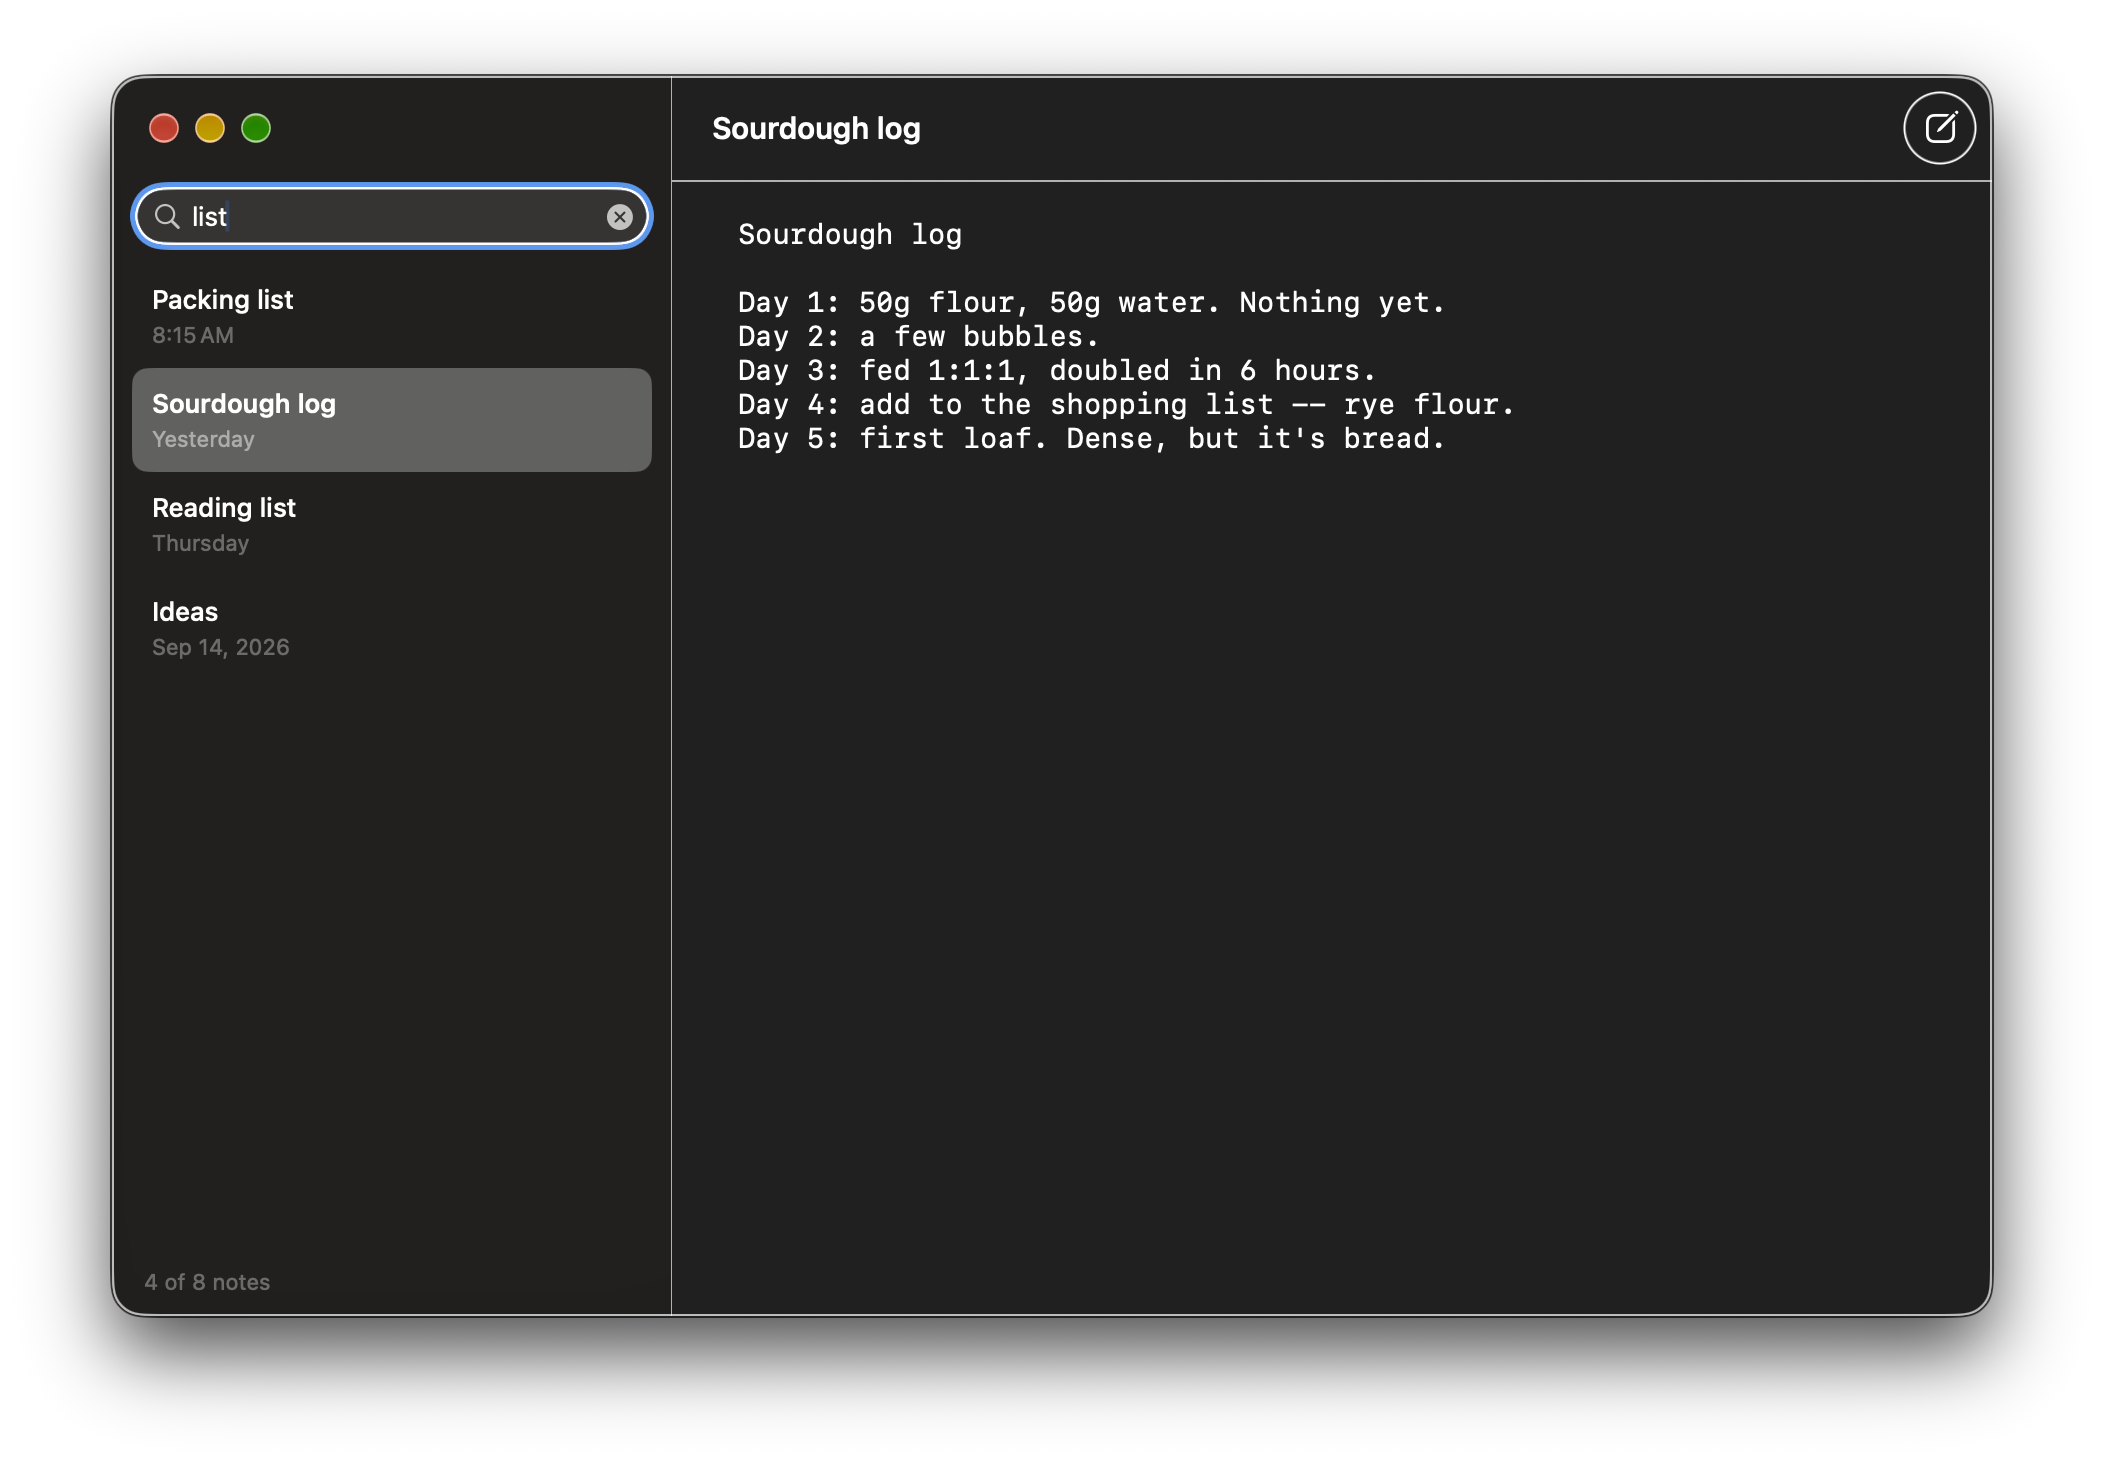 list
Packing list
8:15 AM
Sourdough log
Yesterday
Reading list
Thursday
Ideas
Sep 14, 2026
4 of 8 notes
Sourdough log
Sourdough log
Day 1: 50g flour, 50g water. Nothing yet.
Day 2: a few bubbles.
Day 3: fed 1:1:1, doubled in 6 hours.
Day 4: add to the shopping list -- rye flour.
Day 5: first loaf. Dense, but it's bread.